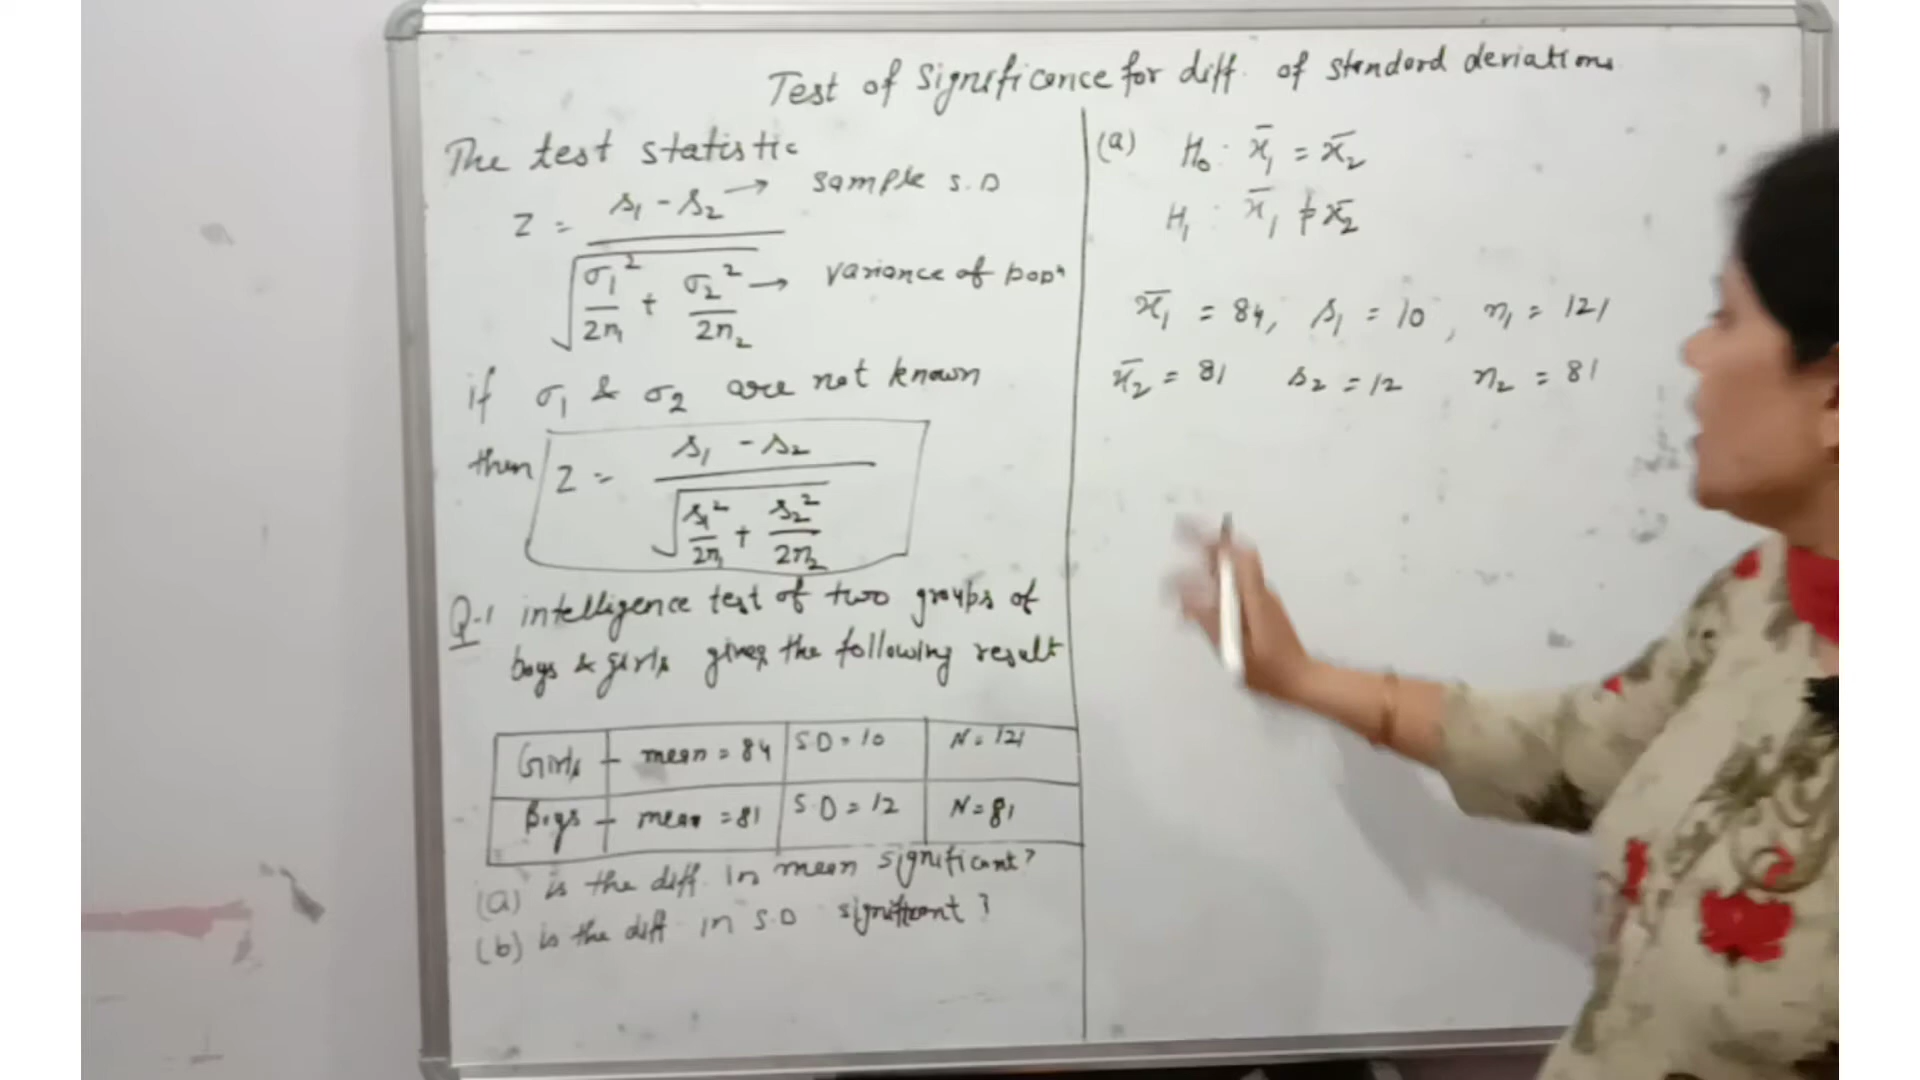 Test of Significance for diff. of standard deviations
The test statistic
Z = s₁ - s₂ → sample S.D
√ σ₁²/2n₁ + σ₂²/2n₂ → variance of popⁿ
if σ₁ & σ₂ are not known
then Z = s₁ - s₂
√ s₁²/2n₁ + s₂²/2n₂
Q-1 intelligence test of two groups of
boys & girls gives the following result
Girls - mean = 84 S D = 10 N = 121
Boys - mean = 81 S.D = 12 N = 81
(a) is the diff. in mean significant?
(b) is the diff in S.D significant?
(a) H₀ : x̄₁ = x̄₂
H₁ : x̄₁ ≠ x̄₂
x̄₁ = 84, s₁ = 10, n₁ = 121
x̄₂ = 81 s₂ = 12 n₂ = 81